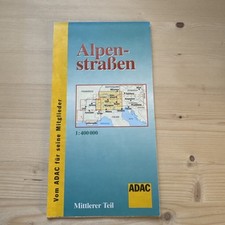 Alpen-
straßen
1:400 000
Vom ADAC für seine Mitglieder
ADAC
Mittlerer Teil